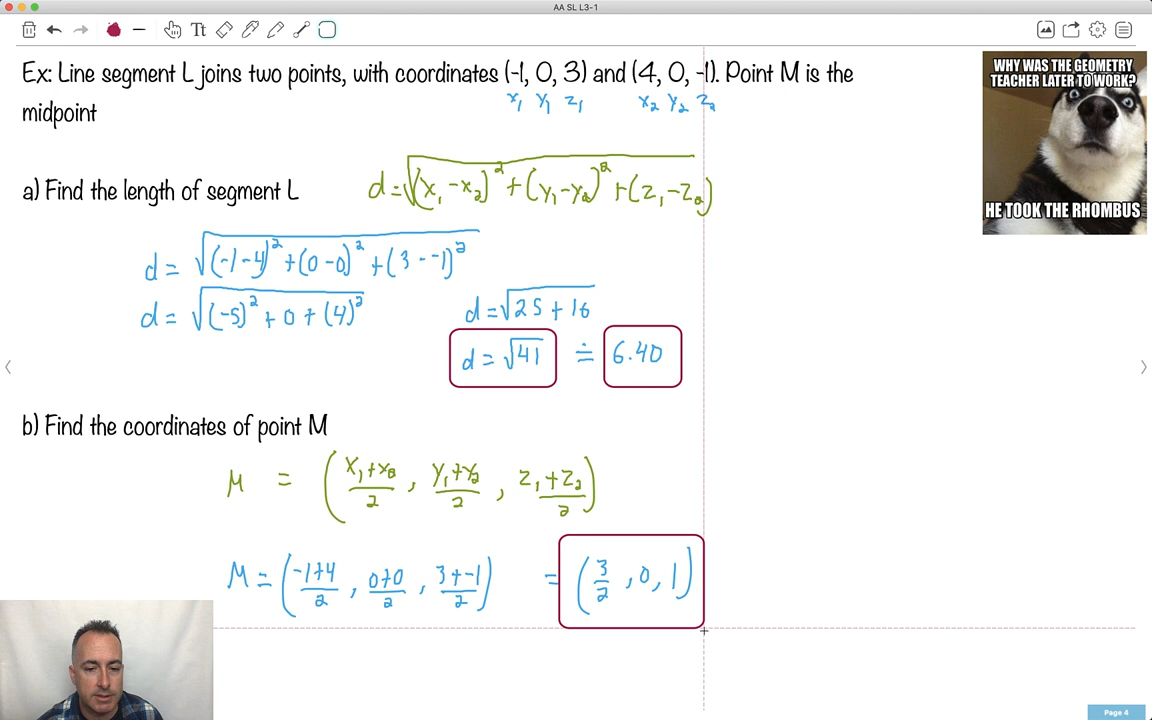 AA SL L3-1
Tt
Ex: Line segment L joins two points, with coordinates (-1, 0, 3) and (4, 0, -1). Point M is the
x₁ y₁ z₁ x₂ y₂ z₂
midpoint
WHY WAS THE GEOMETRY
TEACHER LATER TO WORK?
HE TOOK THE RHOMBUS
a) Find the length of segment L
d=√(x₁-x₂)²+(y₁-y₂)²+(z₁-z₂)
d = √(-1-4)²+(0-0)²+(3--1)²
d = √(-5)²+0+(4)²
d=√25+16
d=√41 ≐ 6.40
b) Find the coordinates of point M
M = (x₁+x₂/2, y₁+y₂/2, z₁+z₂/2)
M = (-1+4/2, 0+0/2, 3+-1/2) = (3/2, 0, 1)
Page 4